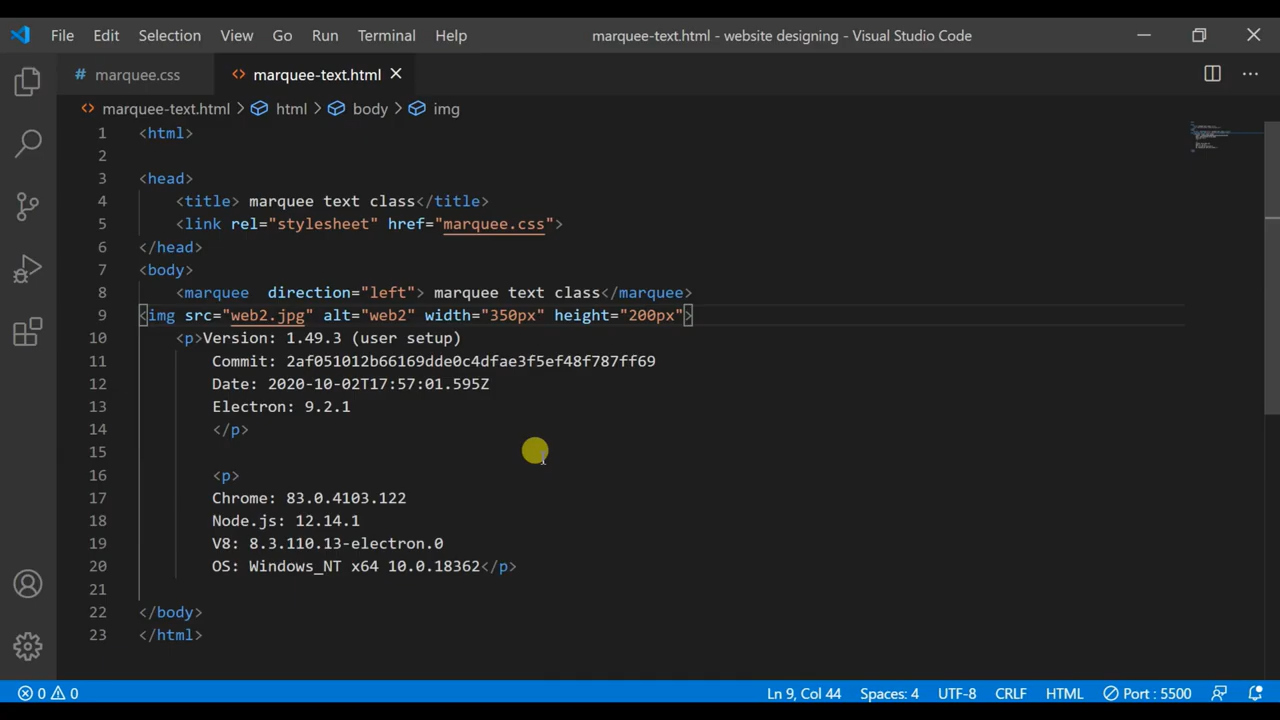 File Edit Selection View Go Run Terminal Help marquee-text.html - website designing - Visual Studio Code
# marquee.css <> marquee-text.html
<> marquee-text.html > html > body > img
1 <html>
2
3 <head>
4 <title> marquee text class</title>
5 <link rel="stylesheet" href="marquee.css">
6 </head>
7 <body>
8 <marquee  direction="left"> marquee text class</marquee>
9 <img src="web2.jpg" alt="web2" width="350px" height="200px">
10 <p>Version: 1.49.3 (user setup)
11 Commit: 2af051012b66169dde0c4dfae3f5ef48f787ff69
12 Date: 2020-10-02T17:57:01.595Z
13 Electron: 9.2.1
14 </p>
15
16 <p>
17 Chrome: 83.0.4103.122
18 Node.js: 12.14.1
19 V8: 8.3.110.13-electron.0
20 OS: Windows_NT x64 10.0.18362</p>
21
22 </body>
23 </html>
0 0 Ln 9, Col 44 Spaces: 4 UTF-8 CRLF HTML Port : 5500